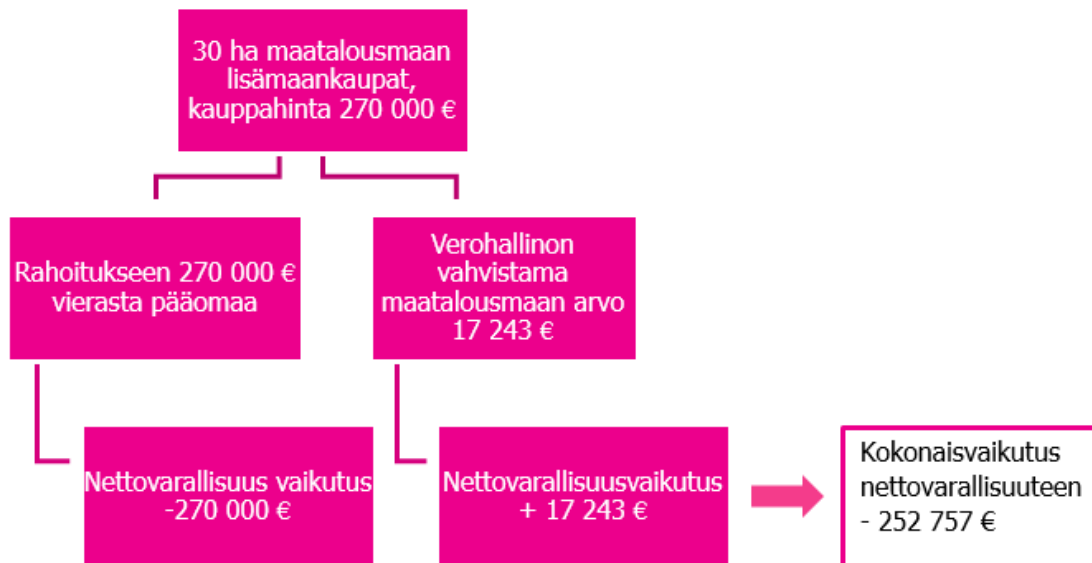 30 ha maatalousmaan
lisämaankaupat,
kauppahinta 270 000 €
Rahoitukseen 270 000 €
vierasta pääomaa
Verohallinon
vahvistama
maatalousmaan arvo
17 243 €
Nettovarallisuus vaikutus
-270 000 €
Nettovarallisuusvaikutus
+ 17 243 €
Kokonaisvaikutus
nettovarallisuuteen
- 252 757 €